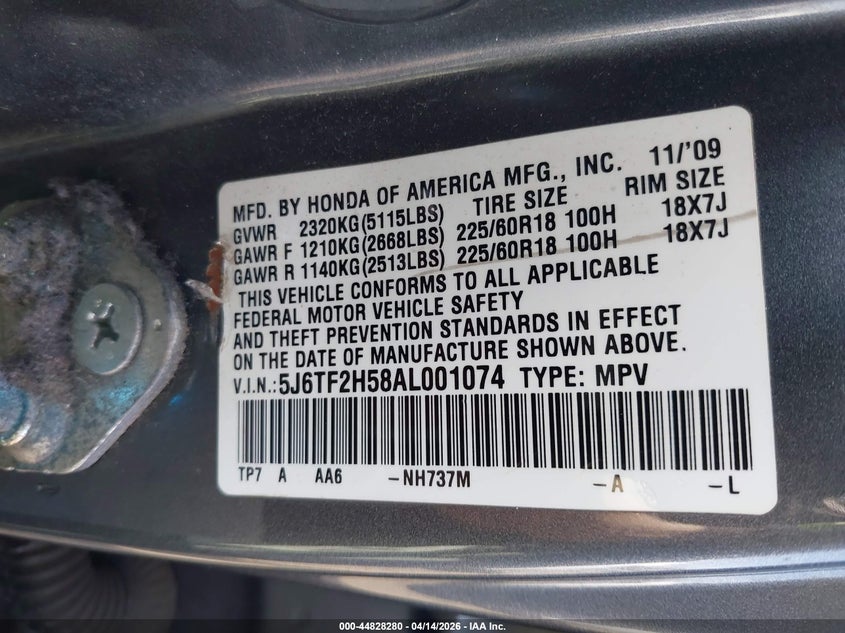 MFD. BY HONDA OF AMERICA MFG., INC. 11/'09
GVWR 2320KG(5115LBS) TIRE SIZE RIM SIZE
GAWR F 1210KG(2668LBS) 225/60R18 100H 18X7J
GAWR R 1140KG(2513LBS) 225/60R18 100H 18X7J
THIS VEHICLE CONFORMS TO ALL APPLICABLE
FEDERAL MOTOR VEHICLE SAFETY
AND THEFT PREVENTION STANDARDS IN EFFECT
ON THE DATE OF MANUFACTURE SHOWN ABOVE.
V.I.N.: 5J6TF2H58AL001074 TYPE: MPV
TP7 A AA6 -NH737M -A -L
000-44828280 - 04/14/2026 - IAA Inc.